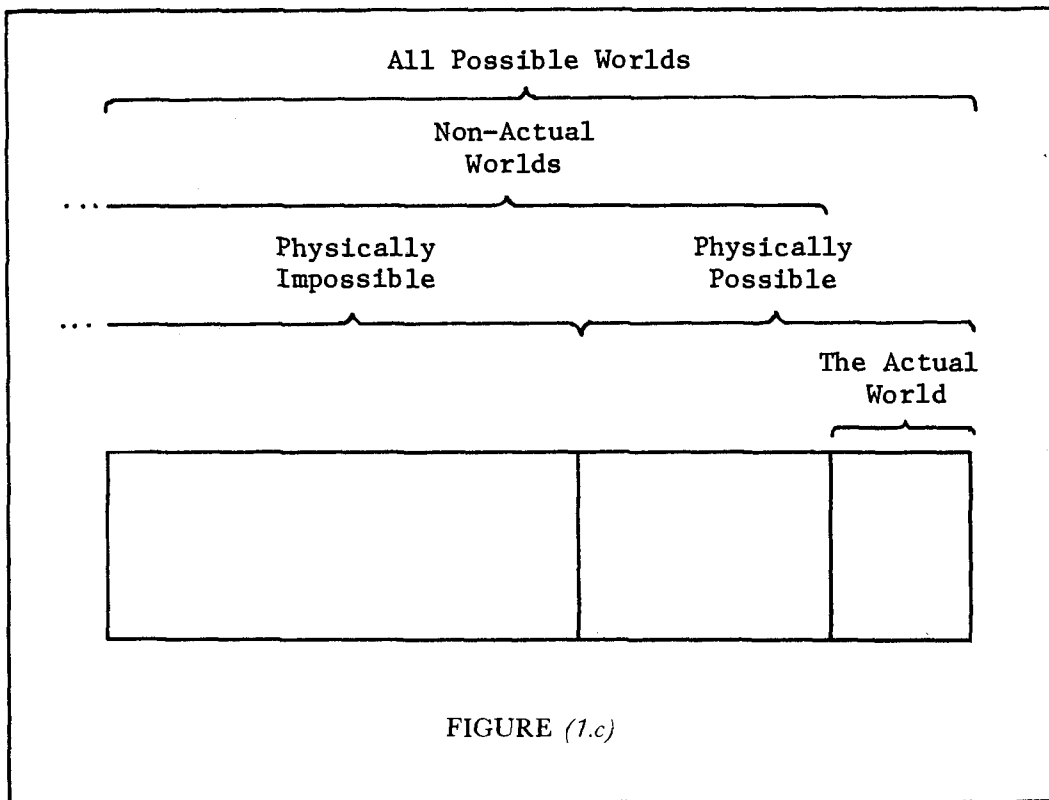 All Possible Worlds
Non-Actual
Worlds
...
Physically
Impossible
Physically
Possible
...
The Actual
World
FIGURE (1.c)